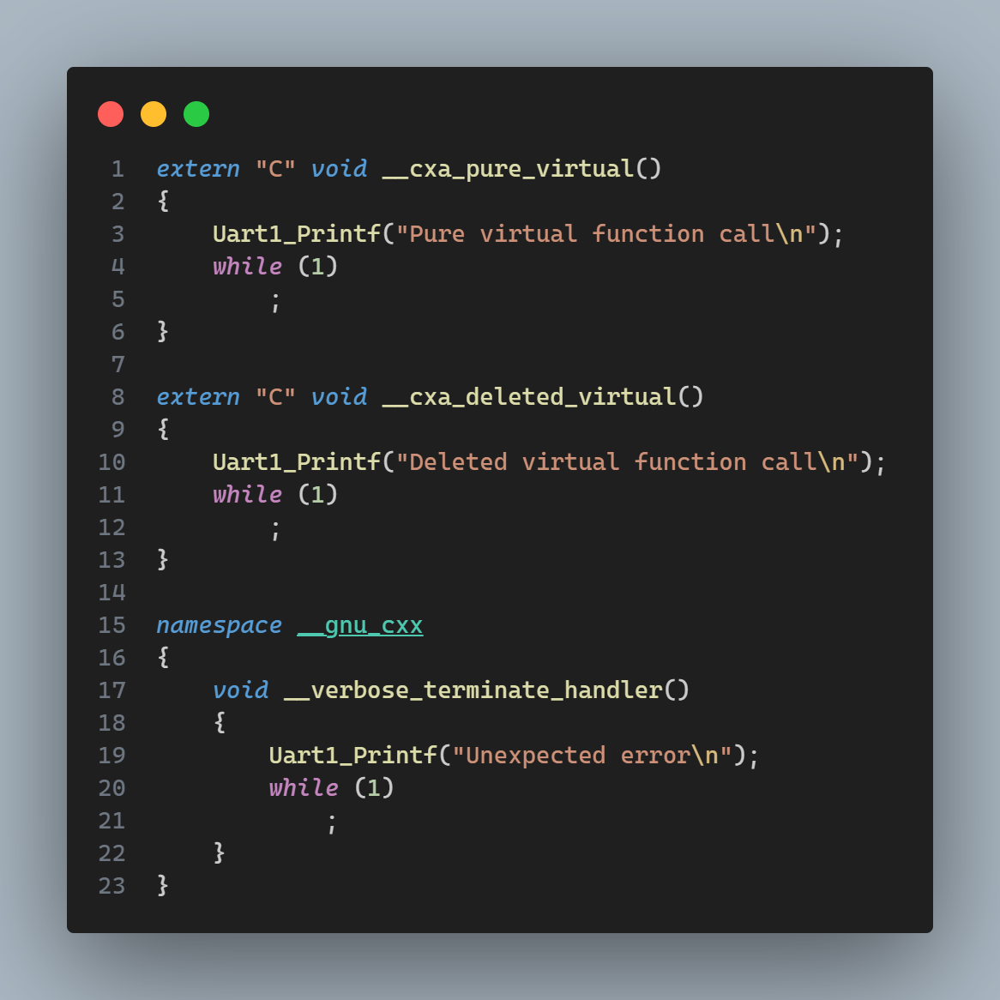 1 extern "C" void __cxa_pure_virtual()
2 {
3     Uart1_Printf("Pure virtual function call\n");
4     while (1)
5         ;
6 }
7
8 extern "C" void __cxa_deleted_virtual()
9 {
10     Uart1_Printf("Deleted virtual function call\n");
11     while (1)
12         ;
13 }
14
15 namespace __gnu_cxx
16 {
17     void __verbose_terminate_handler()
18     {
19         Uart1_Printf("Unexpected error\n");
20         while (1)
21             ;
22     }
23 }